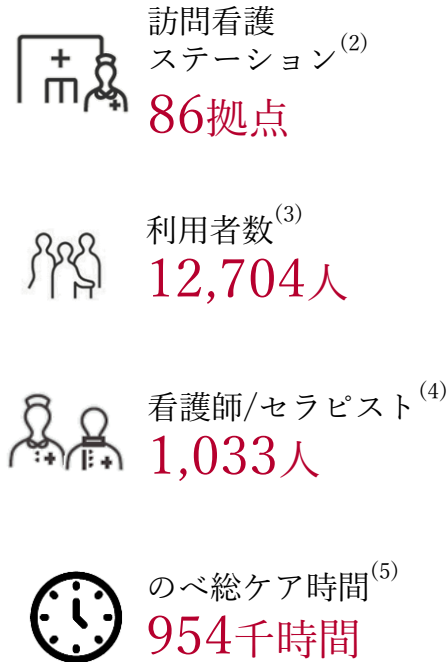 訪問看護
ステーション(2)
86拠点
利用者数(3)
12,704人
看護師/セラピスト(4)
1,033人
のべ総ケア時間(5)
954千時間